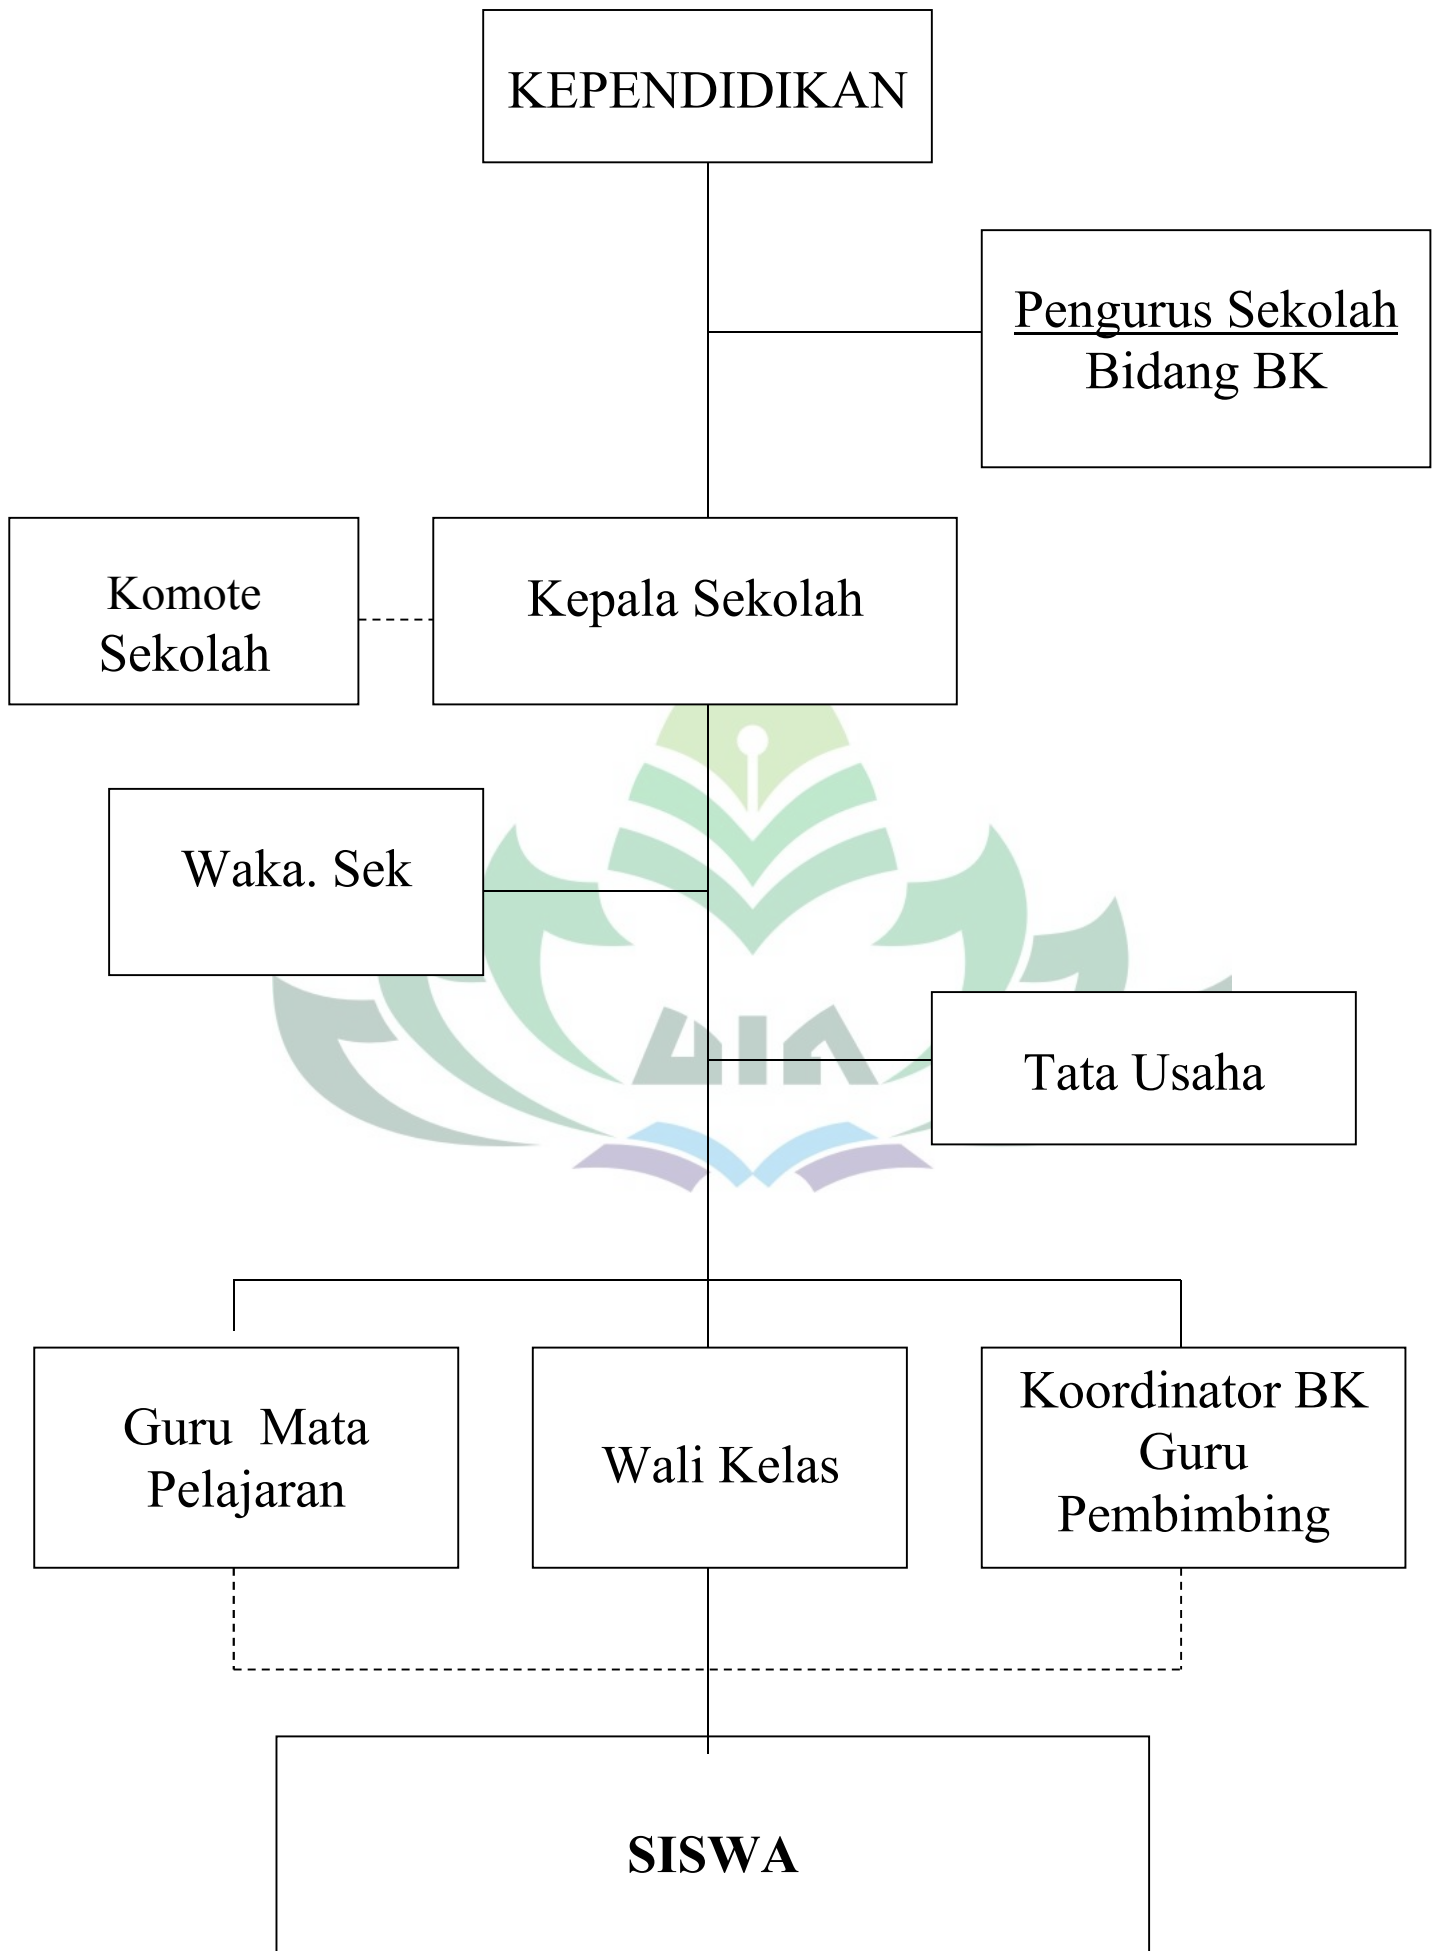 KEPENDIDIKAN
Pengurus Sekolah
Bidang BK
Komote
Sekolah
Kepala Sekolah
Waka. Sek
Tata Usaha
Guru  Mata
Pelajaran
Wali Kelas
Koordinator BK
Guru
Pembimbing
SISWA